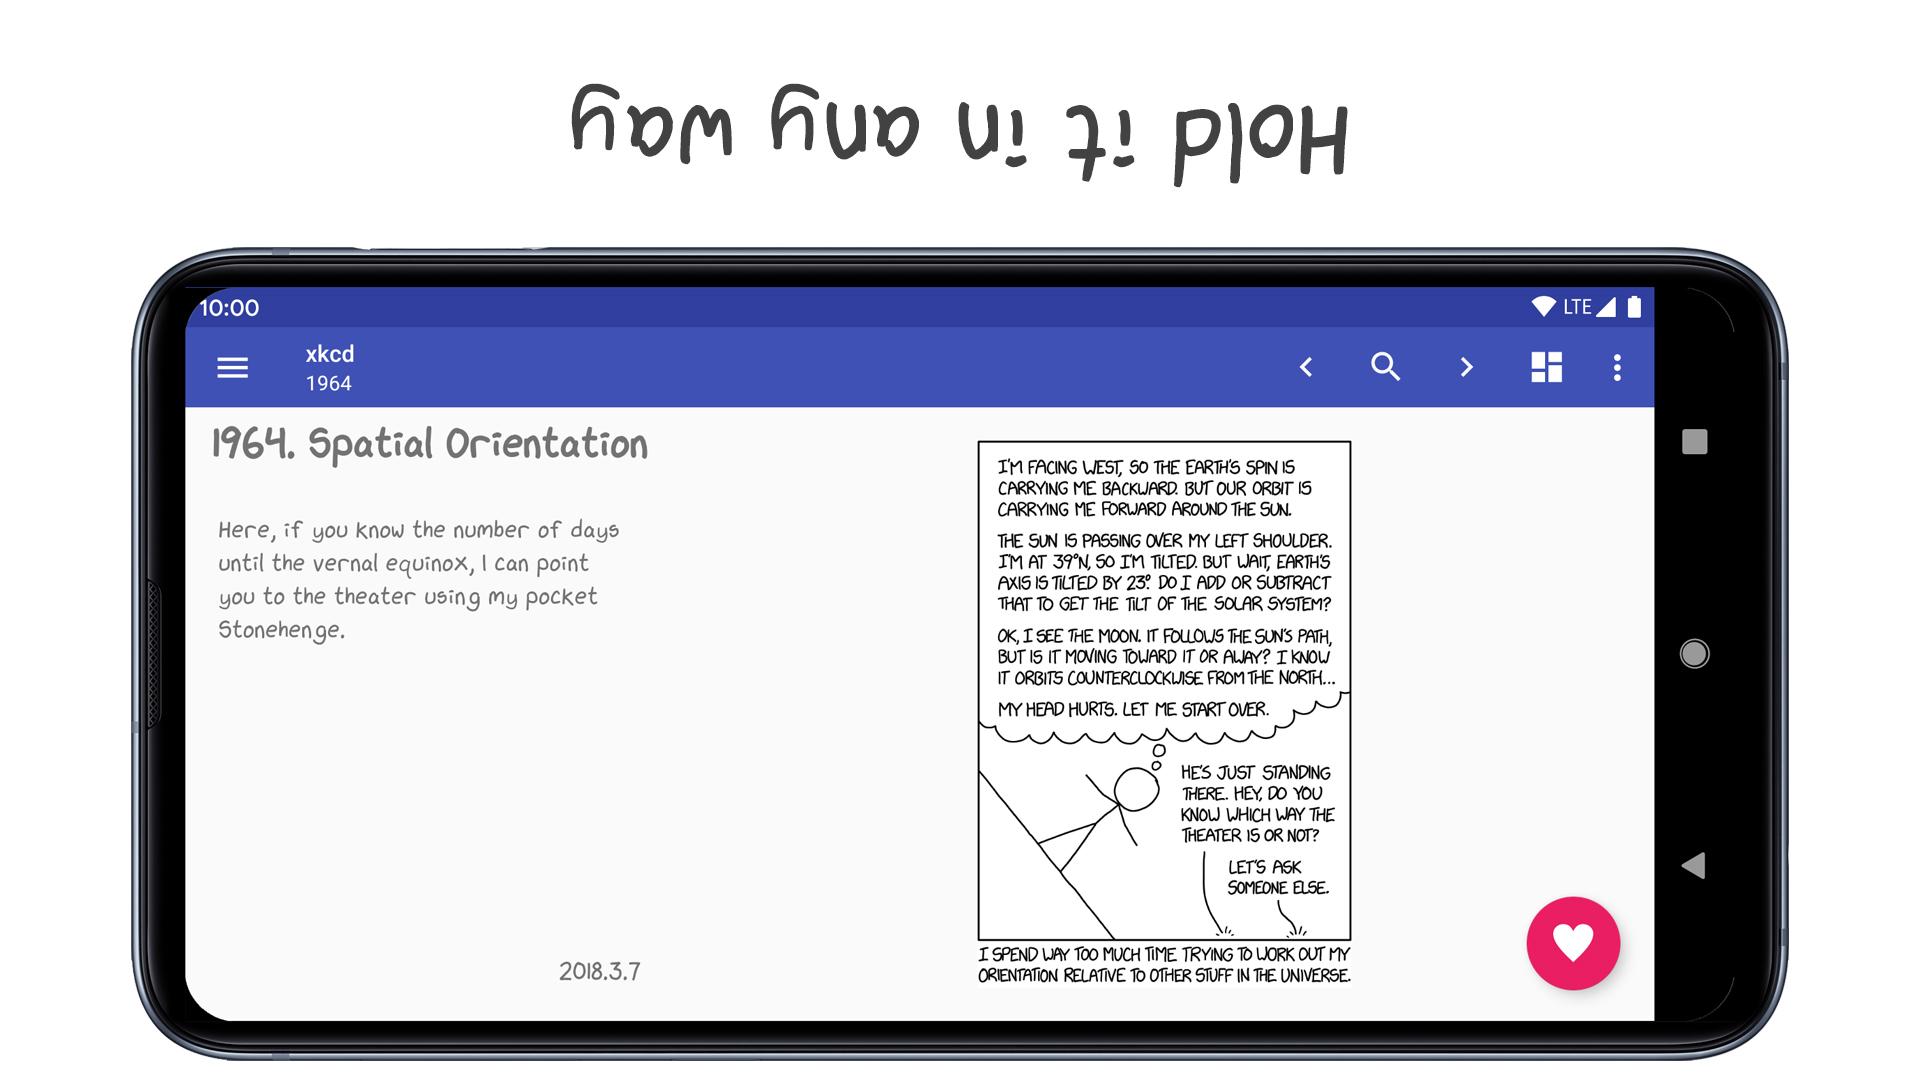 Hold it in any way
10:00
LTE
xkcd
1964
1964. Spatial Orientation
Here, if you know the number of days
until the vernal equinox, I can point
you to the theater using my pocket
Stonehenge.
2018.3.7
I'M FACING WEST, SO THE EARTH'S SPIN IS
CARRYING ME BACKWARD. BUT OUR ORBIT IS
CARRYING ME FORWARD AROUND THE SUN.
THE SUN IS PASSING OVER MY LEFT SHOULDER.
I'M AT 39°N, SO I'M TILTED. BUT WAIT, EARTH'S
AXIS IS TILTED BY 23°. DO I ADD OR SUBTRACT
THAT TO GET THE TILT OF THE SOLAR SYSTEM?
OK, I SEE THE MOON. IT FOLLOWS THE SUN'S PATH,
BUT IS IT MOVING TOWARD IT OR AWAY? I KNOW
IT ORBITS COUNTERCLOCKWISE FROM THE NORTH...
MY HEAD HURTS. LET ME START OVER.
HE'S JUST STANDING
THERE. HEY, DO YOU
KNOW WHICH WAY THE
THEATER IS OR NOT?
LET'S ASK
SOMEONE ELSE.
I SPEND WAY TOO MUCH TIME TRYING TO WORK OUT MY
ORIENTATION RELATIVE TO OTHER STUFF IN THE UNIVERSE.